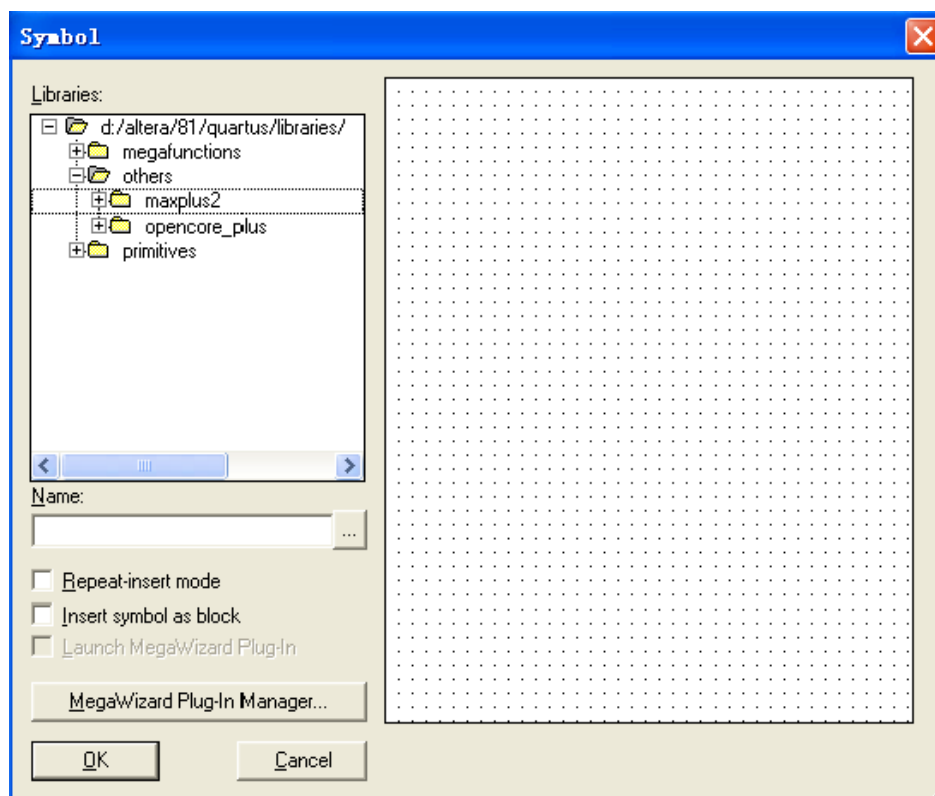 Symbol
Libraries:
d:/altera/81/quartus/libraries/
megafunctions
others
maxplus2
opencore_plus
primitives
Name:
...
Repeat-insert mode
Insert symbol as block
Launch MegaWizard Plug-In
MegaWizard Plug-In Manager...
OK Cancel